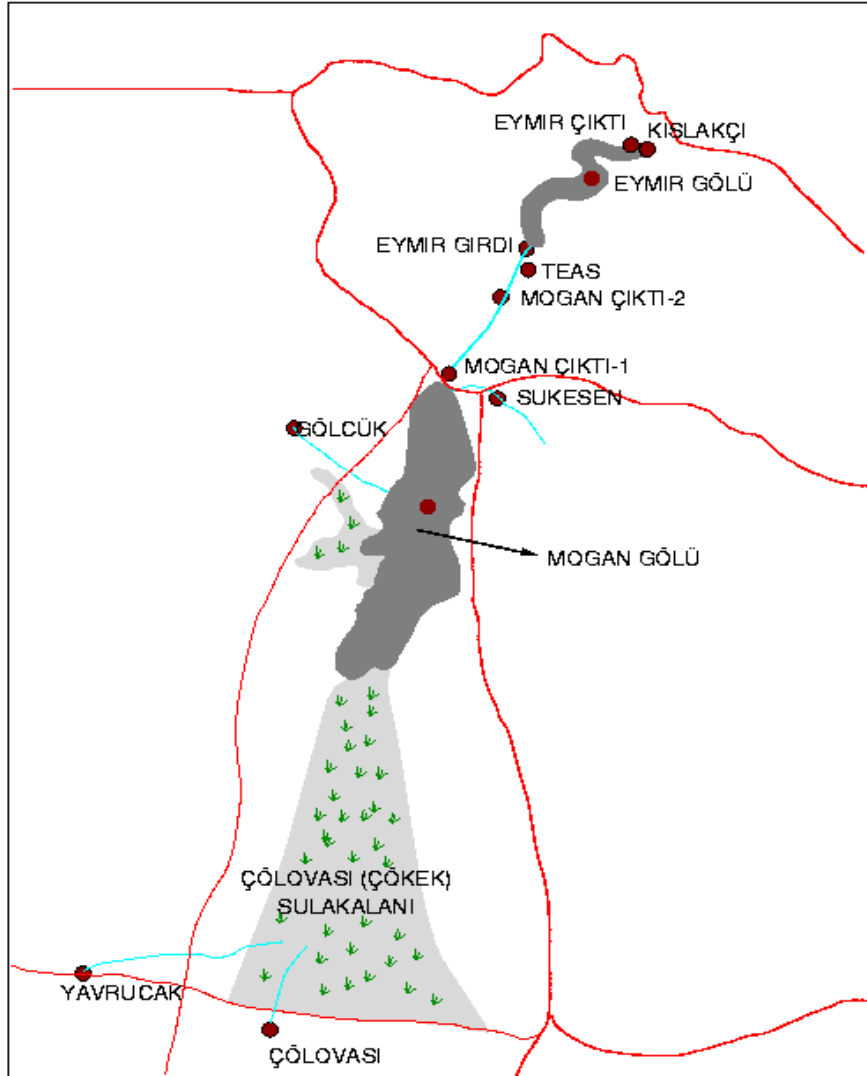 EYMIR ÇIKTI
KISLAKÇI
EYMIR GÖLÜ
EYMIR GIRDI
TEAS
MOGAN ÇIKTI-2
MOGAN ÇIKTI-1
SUKESEN
GÖLCÜK
MOGAN GÖLÜ
ÇÖLOVASI (ÇÖKEK)
SULAKALANI
YAVRUCAK
ÇÖLOVASI